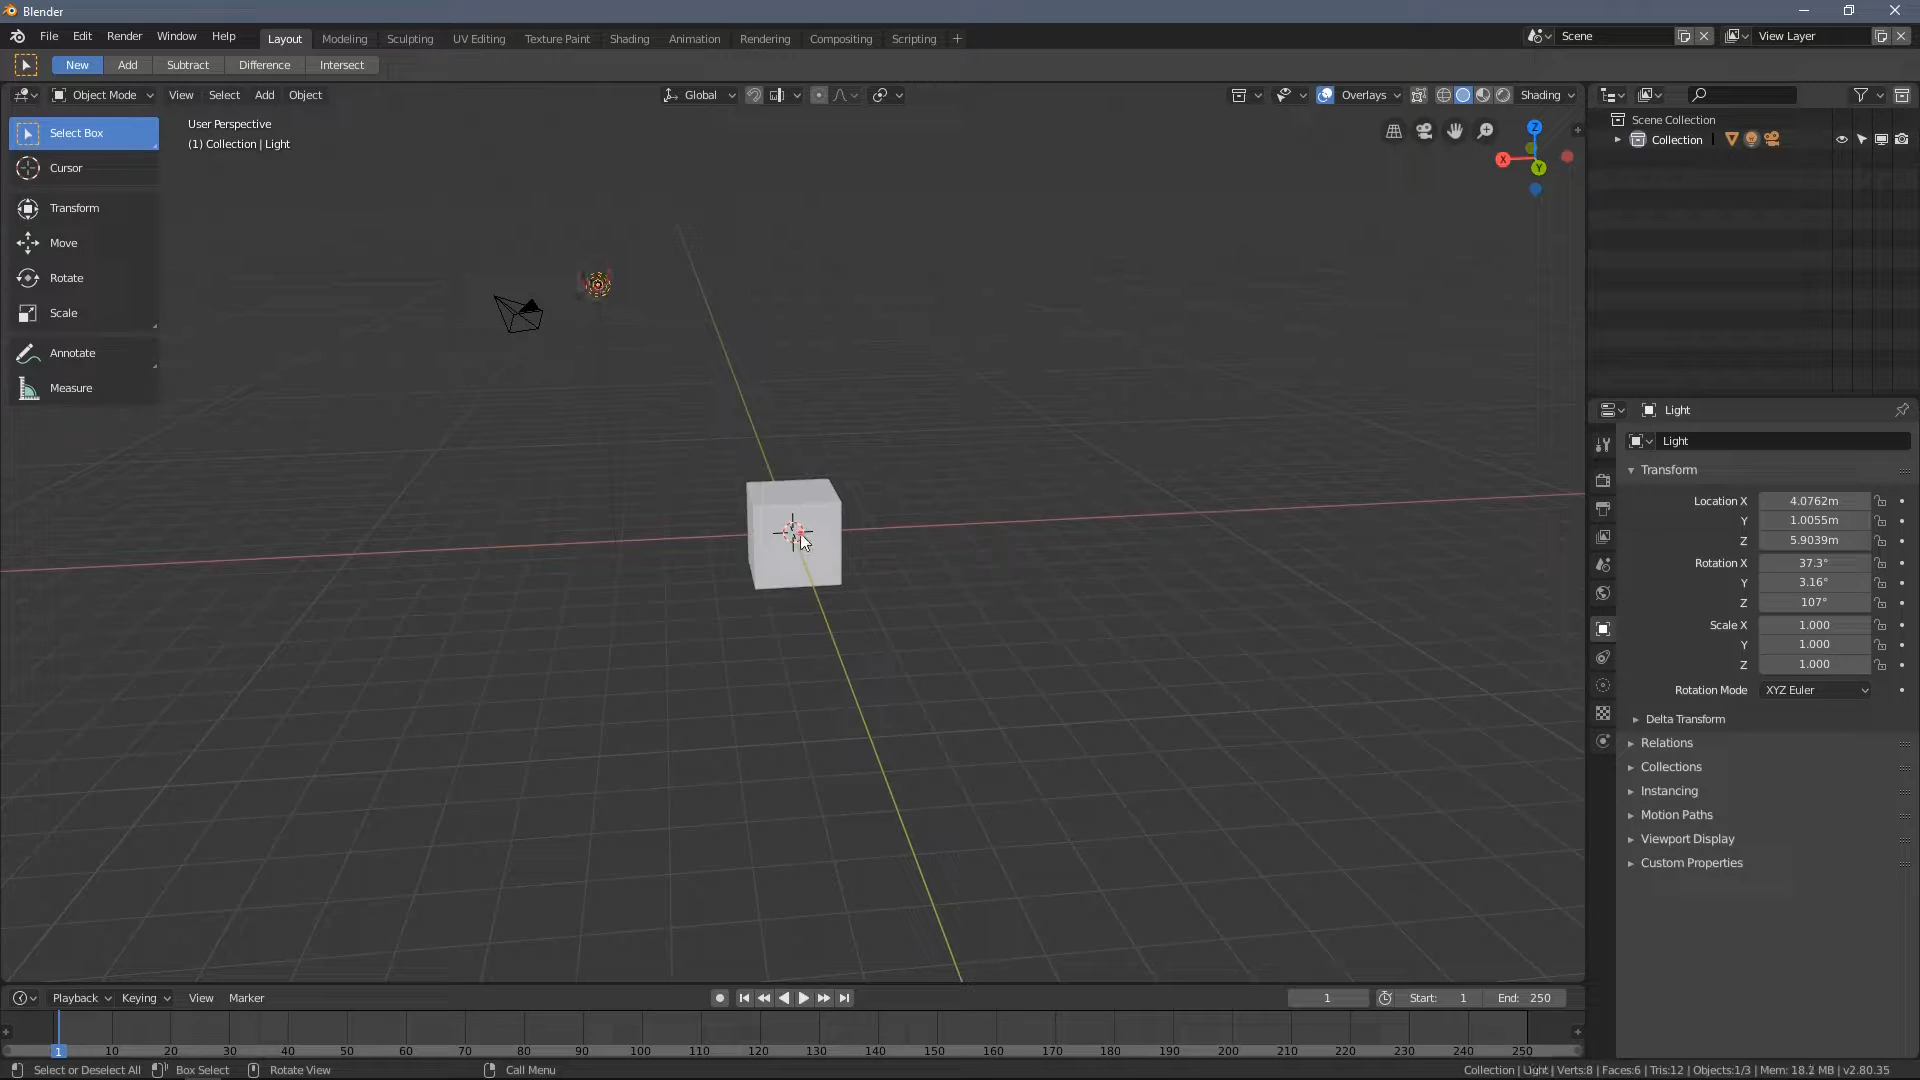 Blender
File Edit Render Window Help Layout Modeling Sculpting UV Editing Texture Paint Shading Animation Rendering Compositing Scripting + Scene View Layer
New Add Subtract Difference Intersect
Object Mode View Select Add Object Global Overlays Shading
Select Box
Cursor
Transform
Move
Rotate
Scale
Annotate
Measure
User Perspective
(1) Collection | Light
Z
X
Y
Scene Collection
Collection
Light
Light
Transform
Location X 4.0762m
Y 1.0055m
Z 5.9039m
Rotation X 37.3°
Y 3.16°
Z 107°
Scale X 1.000
Y 1.000
Z 1.000
Rotation Mode XYZ Euler
Delta Transform
Relations
Collections
Instancing
Motion Paths
Viewport Display
Custom Properties
Playback Keying View Marker 1 Start: 1 End: 250
1 10 20 30 40 50 60 70 80 90 100 110 120 130 140 150 160 170 180 190 200 210 220 230 240 250
Select or Deselect All Box Select Rotate View Call Menu Collection | Light | Verts:8 | Faces:6 | Tris:12 | Objects:1/3 | Mem: 18.2 MB | v2.80.35